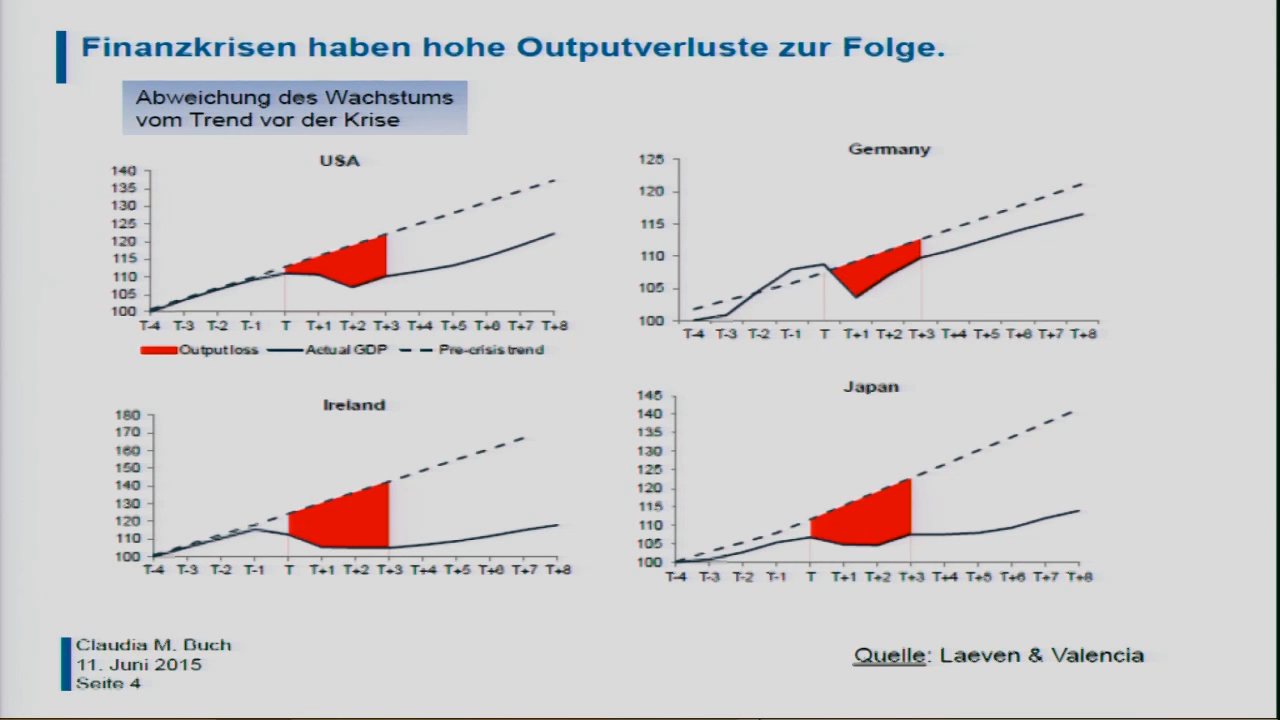 Finanzkrisen haben hohe Outputverluste zur Folge.
Abweichung des Wachstums
vom Trend vor der Krise
USA
140
135
130
125
120
115
110
105
100
T-4 T-3 T-2 T-1 T T+1 T+2 T+3 T+4 T+5 T+6 T+7 T+8
Output loss Actual GDP Pre-crisis trend
Germany
125
120
115
110
105
100
T-4 T-3 T-2 T-1 T T+1 T+2 T+3 T+4 T+5 T+6 T+7 T+8
Ireland
180
170
160
150
140
130
120
110
100
T-4 T-3 T-2 T-1 T T+1 T+2 T+3 T+4 T+5 T+6 T+7 T+8
Japan
145
140
135
130
125
120
115
110
105
100
T-4 T-3 T-2 T-1 T T+1 T+2 T+3 T+4 T+5 T+6 T+7 T+8
Claudia M. Buch
11. Juni 2015
Seite 4
Quelle: Laeven & Valencia